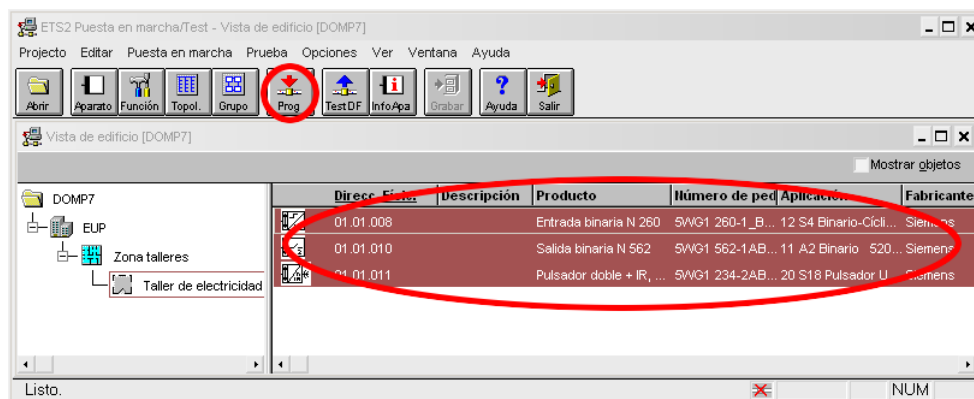 ETS2 Puesta en marcha/Test - Vista de edificio [DOMP7]
Projecto Editar Puesta en marcha Prueba Opciones Ver Ventana Ayuda
Abrir Aparato Función Topol. Grupo Prog TestDF InfoApa Grabar Ayuda Salir
Vista de edificio [DOMP7]
Mostrar objetos
DOMP7
EUP
Zona talleres
Taller de electricidad
Direcc. Físic. Descripción Producto Número de ped Aplicación Fabricante
01.01.008 Entrada binaria N 260 5WG1 260-1_B... 12 S4 Binario-Cícli... Siemens
01.01.010 Salida binaria N 562 5WG1 562-1AB... 11 A2 Binario 520... Siemens
01.01.011 Pulsador doble + IR, ... 5WG1 234-2AB... 20 S18 Pulsador U... Siemens
Listo. NUM